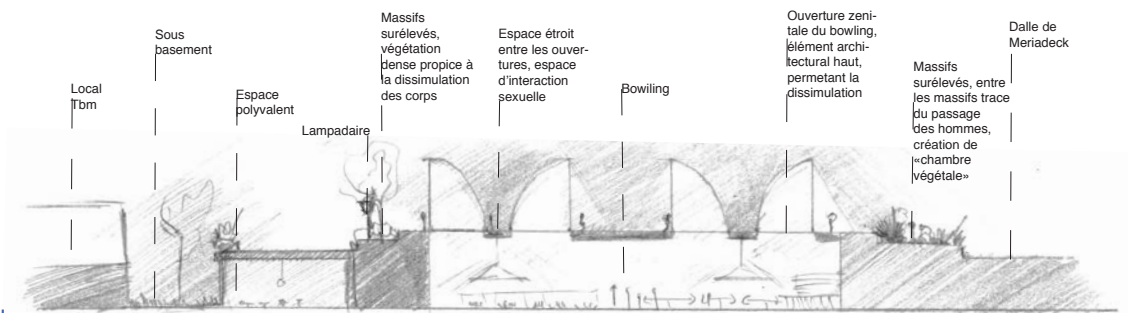 Local
Tbm
Sous
basement
Espace
polyvalent
Lampadaire
Massifs
surélevés,
végétation
dense propice à
la dissimulation
des corps
Espace étroit
entre les ouver-
tures, espace
d'interaction
sexuelle
Bowiling
Ouverture zeni-
tale du bowling,
élément archi-
tectural haut,
permetant la
dissimulation
Massifs
surélevés, entre
les massifs trace
du passage
des hommes,
création de
«chambre
végétale»
Dalle de
Meriadeck